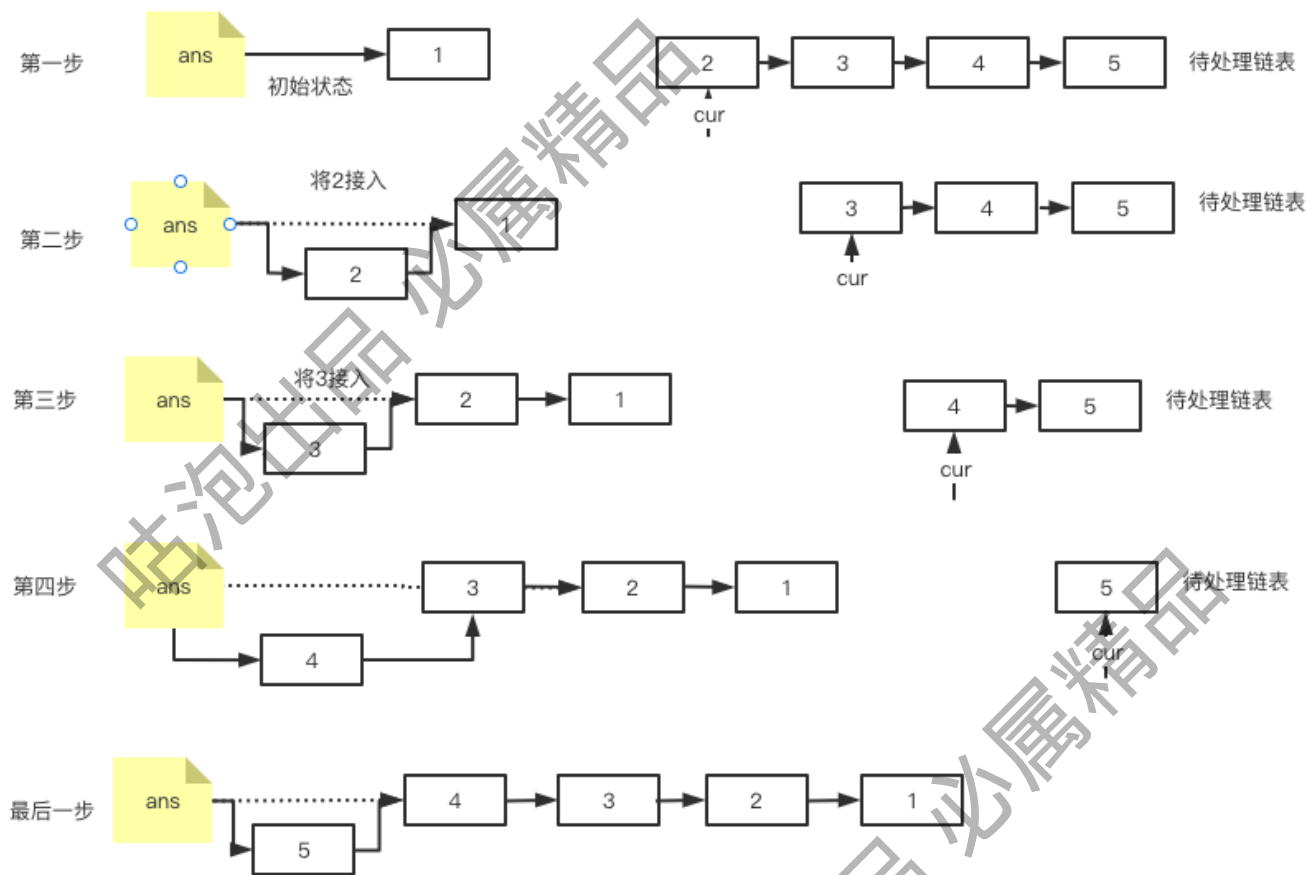 第一步 ans 初始状态 1 2 3 4 5 待处理链表
cur
将2接入
第二步 ans 2 1 3 4 5 待处理链表
cur
将3接入
第三步 ans 3 2 1 4 5 待处理链表
cur
第四步 ans 4 3 2 1 5 待处理链表
cur
最后一步 ans 5 4 3 2 1
咕泡出品 必属精品
品 必属精品